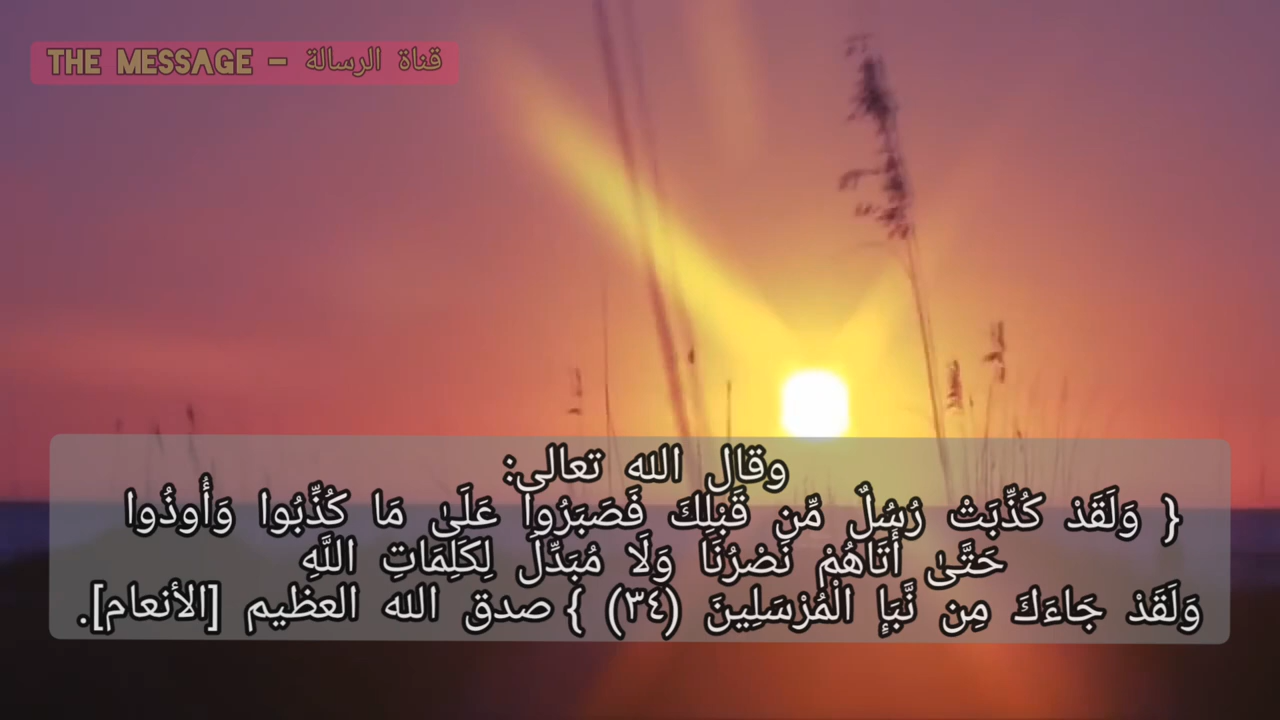 THE MESSAGE – قناة الرسالة
وقال الله تعالى:
{ وَلَقَدْ كُذِّبَتْ رُسُلٌ مِّن قَبْلِكَ فَصَبَرُوا عَلَىٰ مَا كُذِّبُوا وَأُوذُوا
حَتَّىٰ أَتَاهُمْ نَصْرُنَا وَلَا مُبَدِّلَ لِكَلِمَاتِ اللَّهِ
وَلَقَدْ جَاءَكَ مِن نَّبَإِ الْمُرْسَلِينَ (٣٤) } صدق الله العظيم [الأنعام].